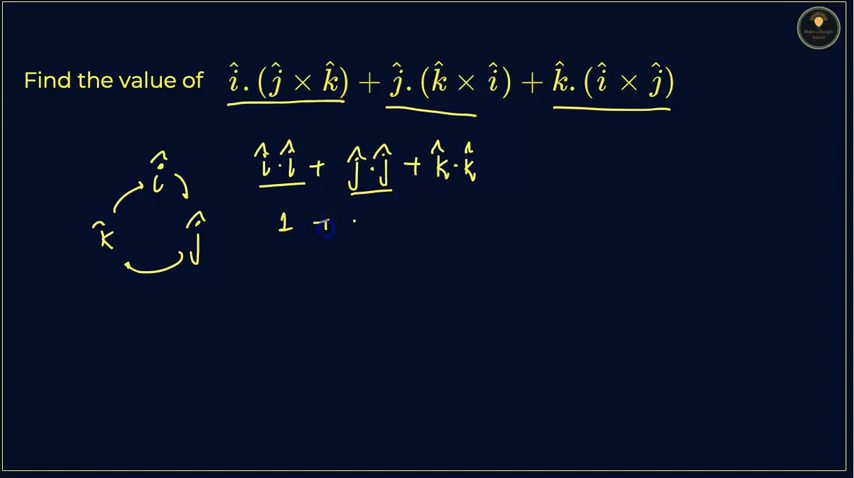 Find the value of î.(ĵ × k̂) + ĵ.(k̂ × î) + k̂.(î × ĵ)
î·î + ĵ·ĵ + k̂·k̂
î
k̂ ĵ
1 +